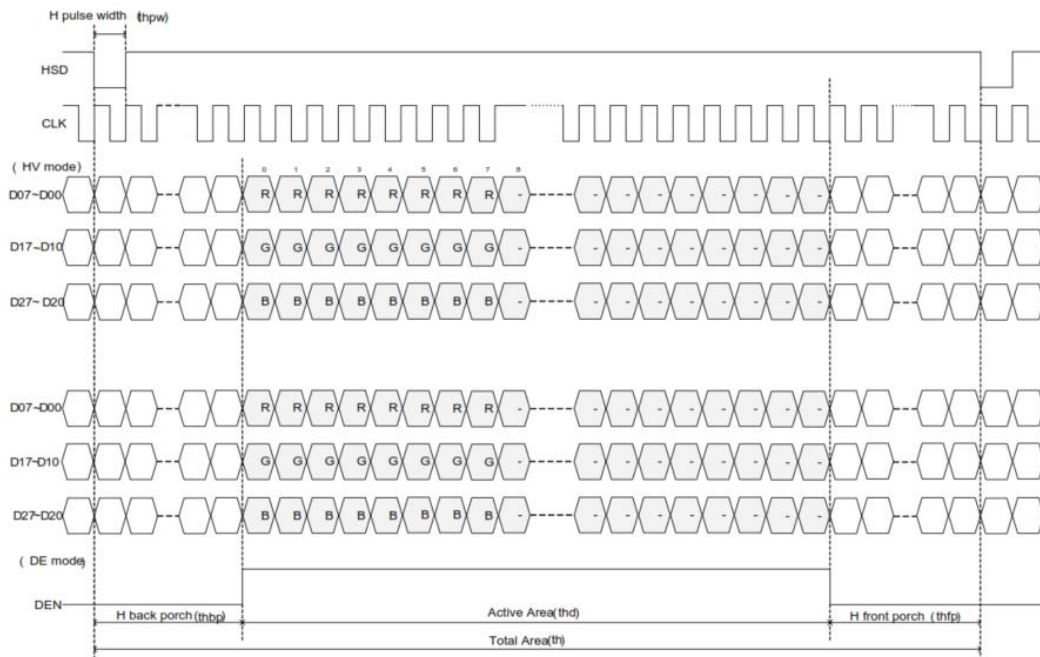 H pulse width (thpw)
HSD
CLK
( HV mode)
0 1 2 3 4 5 6 7 8
D07~D00 R R R R R R R R - - - - - - - - -
D17~D10 G G G G G G G G - - - - - - - - -
D27~D20 B B B B B B B B - - - - - - - - -
D07~D00 R R R R R R R R - - - - - - - - -
D17~D10 G G G G G G G G - - - - - - - - -
D27~D20 B B B B B B B B - - - - - - - - -
( DE mode)
DEN
H back porch (thbp) Active Area(thd) H front porch (thfp)
Total Area(th)